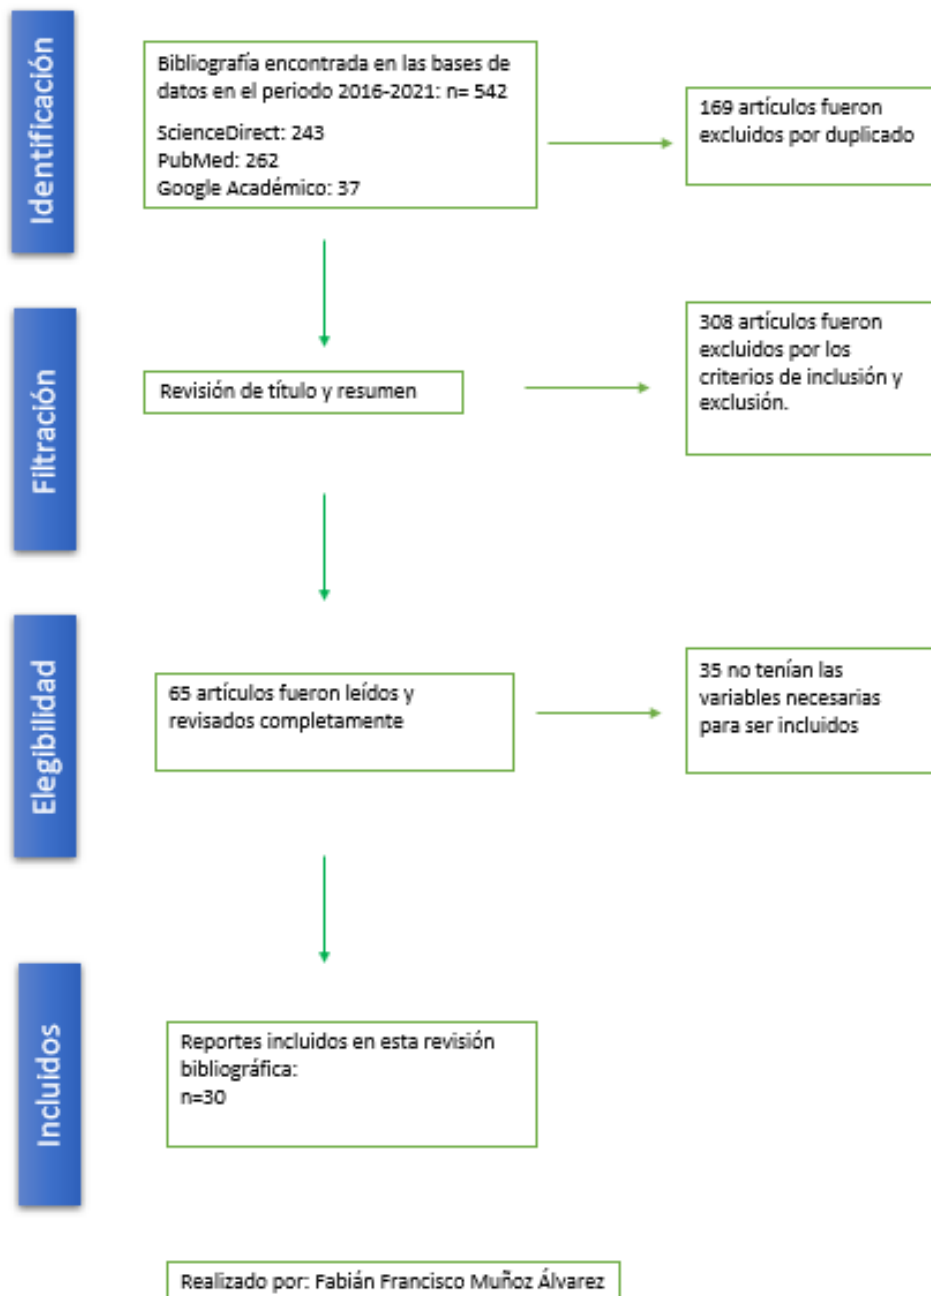 Identificación
Bibliografía encontrada en las bases de
datos en el periodo 2016-2021: n= 542
ScienceDirect: 243
PubMed: 262
Google Académico: 37
169 artículos fueron
excluidos por duplicado
Filtración
Revisión de título y resumen
308 artículos fueron
excluidos por los
criterios de inclusión y
exclusión.
Elegibilidad
65 artículos fueron leídos y
revisados completamente
35 no tenían las
variables necesarias
para ser incluidos
Incluidos
Reportes incluidos en esta revisión
bibliográfica:
n=30
Realizado por: Fabián Francisco Muñoz Álvarez